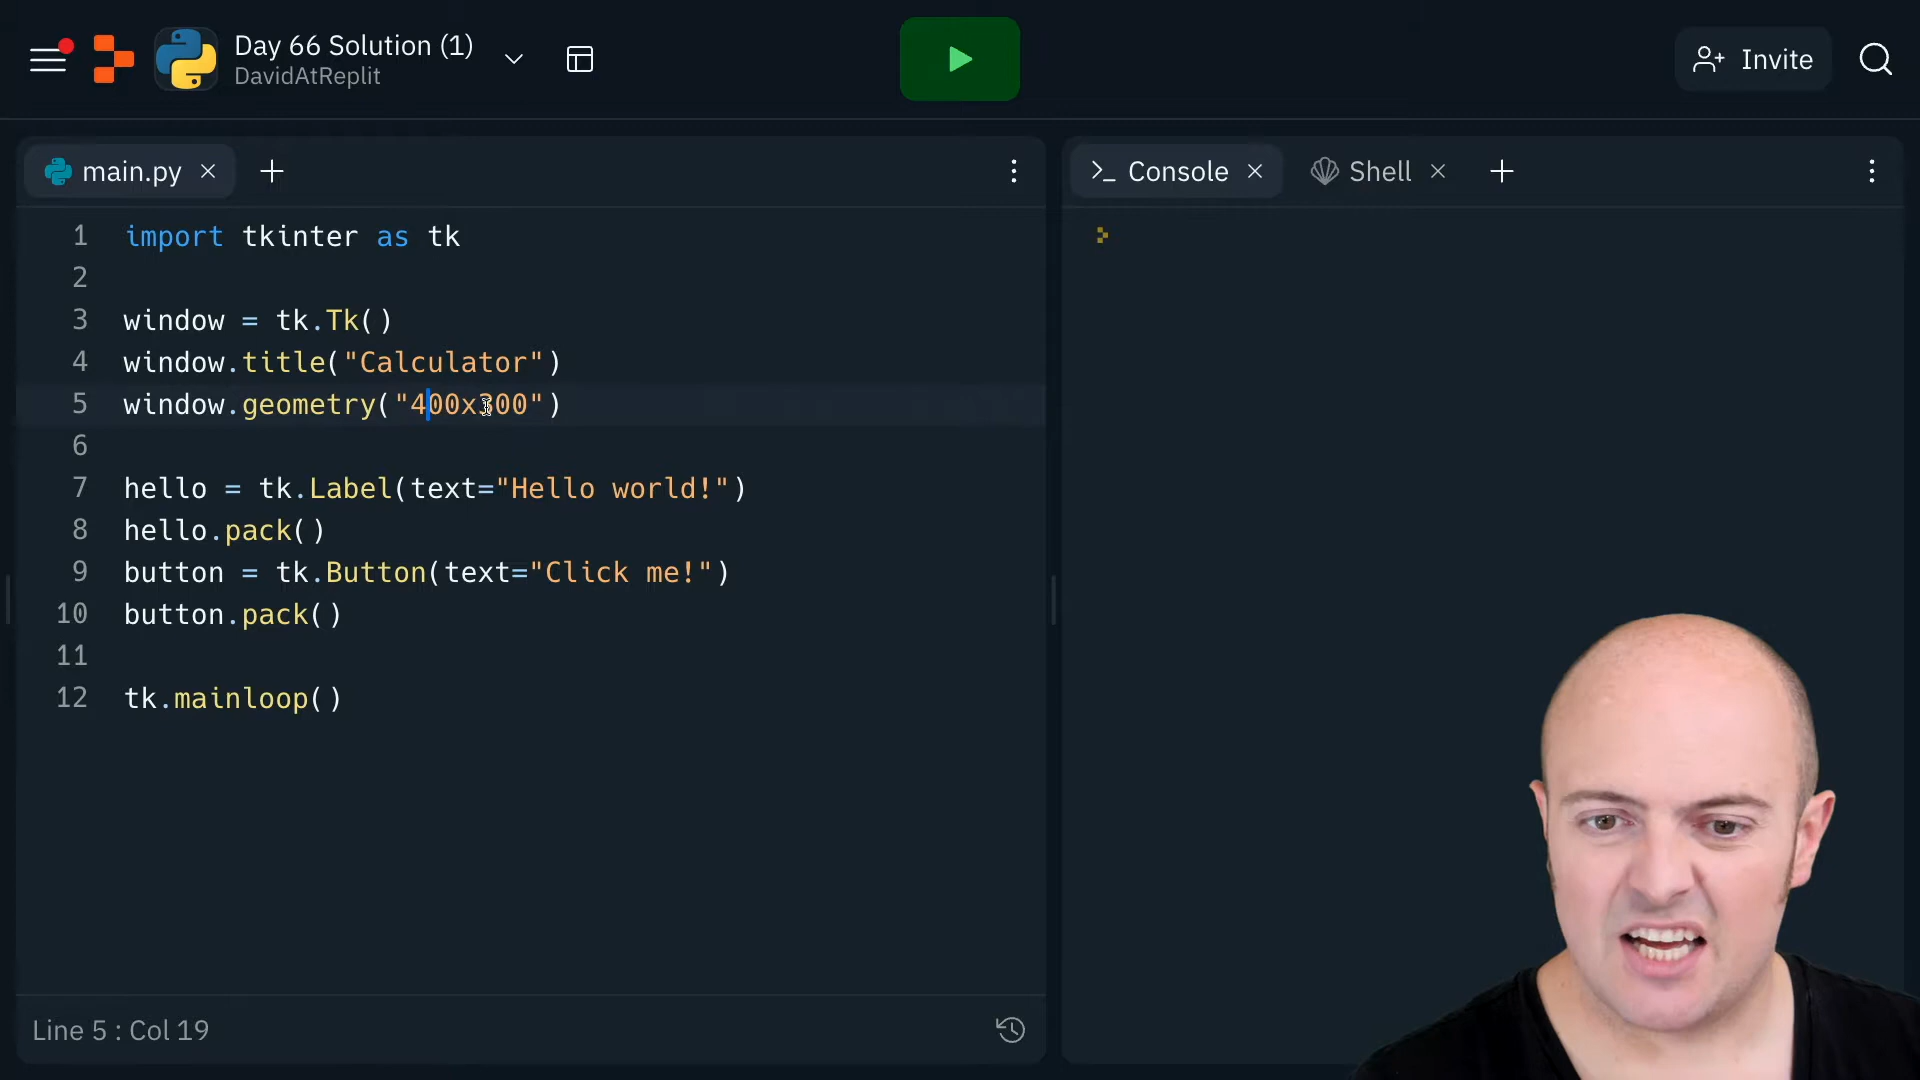 Day 66 Solution (1)
DavidAtReplit
Invite
main.py
Console
Shell
1 import tkinter as tk
2
3 window = tk.Tk()
4 window.title("Calculator")
5 window.geometry("400x300")
6
7 hello = tk.Label(text="Hello world!")
8 hello.pack()
9 button = tk.Button(text="Click me!")
10 button.pack()
11
12 tk.mainloop()
Line 5 : Col 19